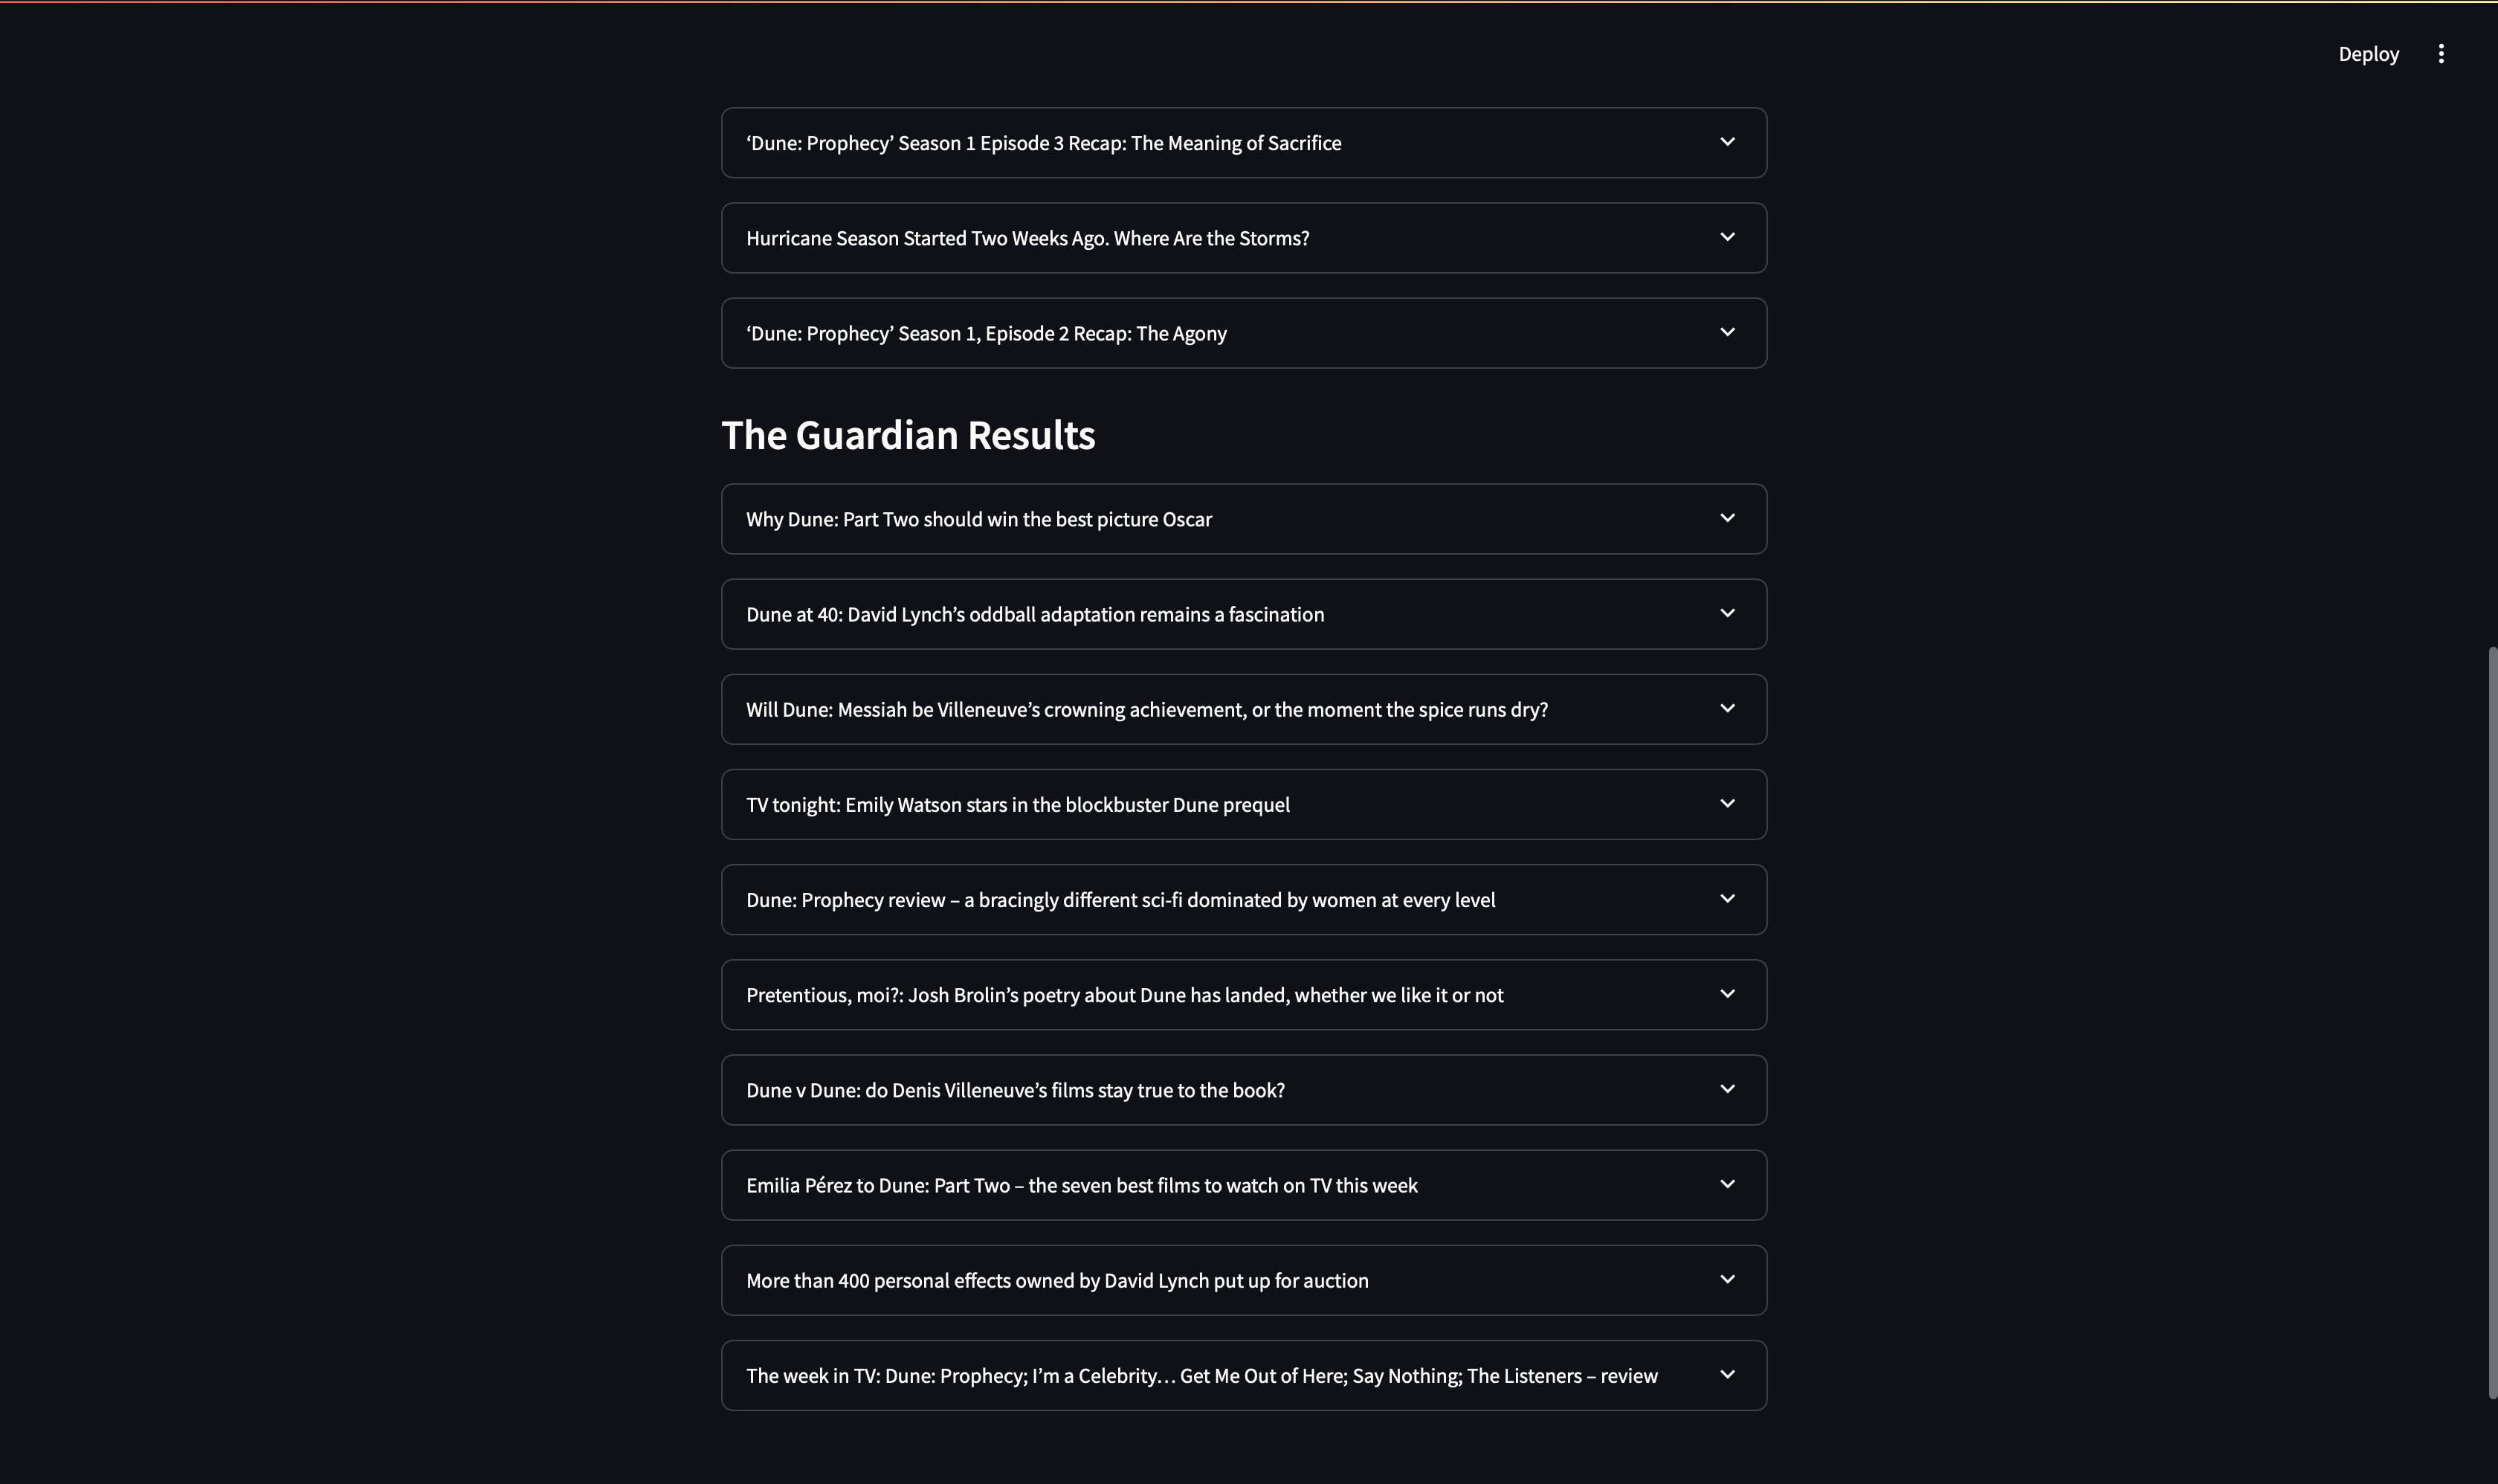 Deploy
‘Dune: Prophecy’ Season 1 Episode 3 Recap: The Meaning of Sacrifice
Hurricane Season Started Two Weeks Ago. Where Are the Storms?
‘Dune: Prophecy’ Season 1, Episode 2 Recap: The Agony
The Guardian Results
Why Dune: Part Two should win the best picture Oscar
Dune at 40: David Lynch’s oddball adaptation remains a fascination
Will Dune: Messiah be Villeneuve’s crowning achievement, or the moment the spice runs dry?
TV tonight: Emily Watson stars in the blockbuster Dune prequel
Dune: Prophecy review – a bracingly different sci-fi dominated by women at every level
Pretentious, moi?: Josh Brolin’s poetry about Dune has landed, whether we like it or not
Dune v Dune: do Denis Villeneuve’s films stay true to the book?
Emilia Pérez to Dune: Part Two – the seven best films to watch on TV this week
More than 400 personal effects owned by David Lynch put up for auction
The week in TV: Dune: Prophecy; I’m a Celebrity… Get Me Out of Here; Say Nothing; The Listeners – review